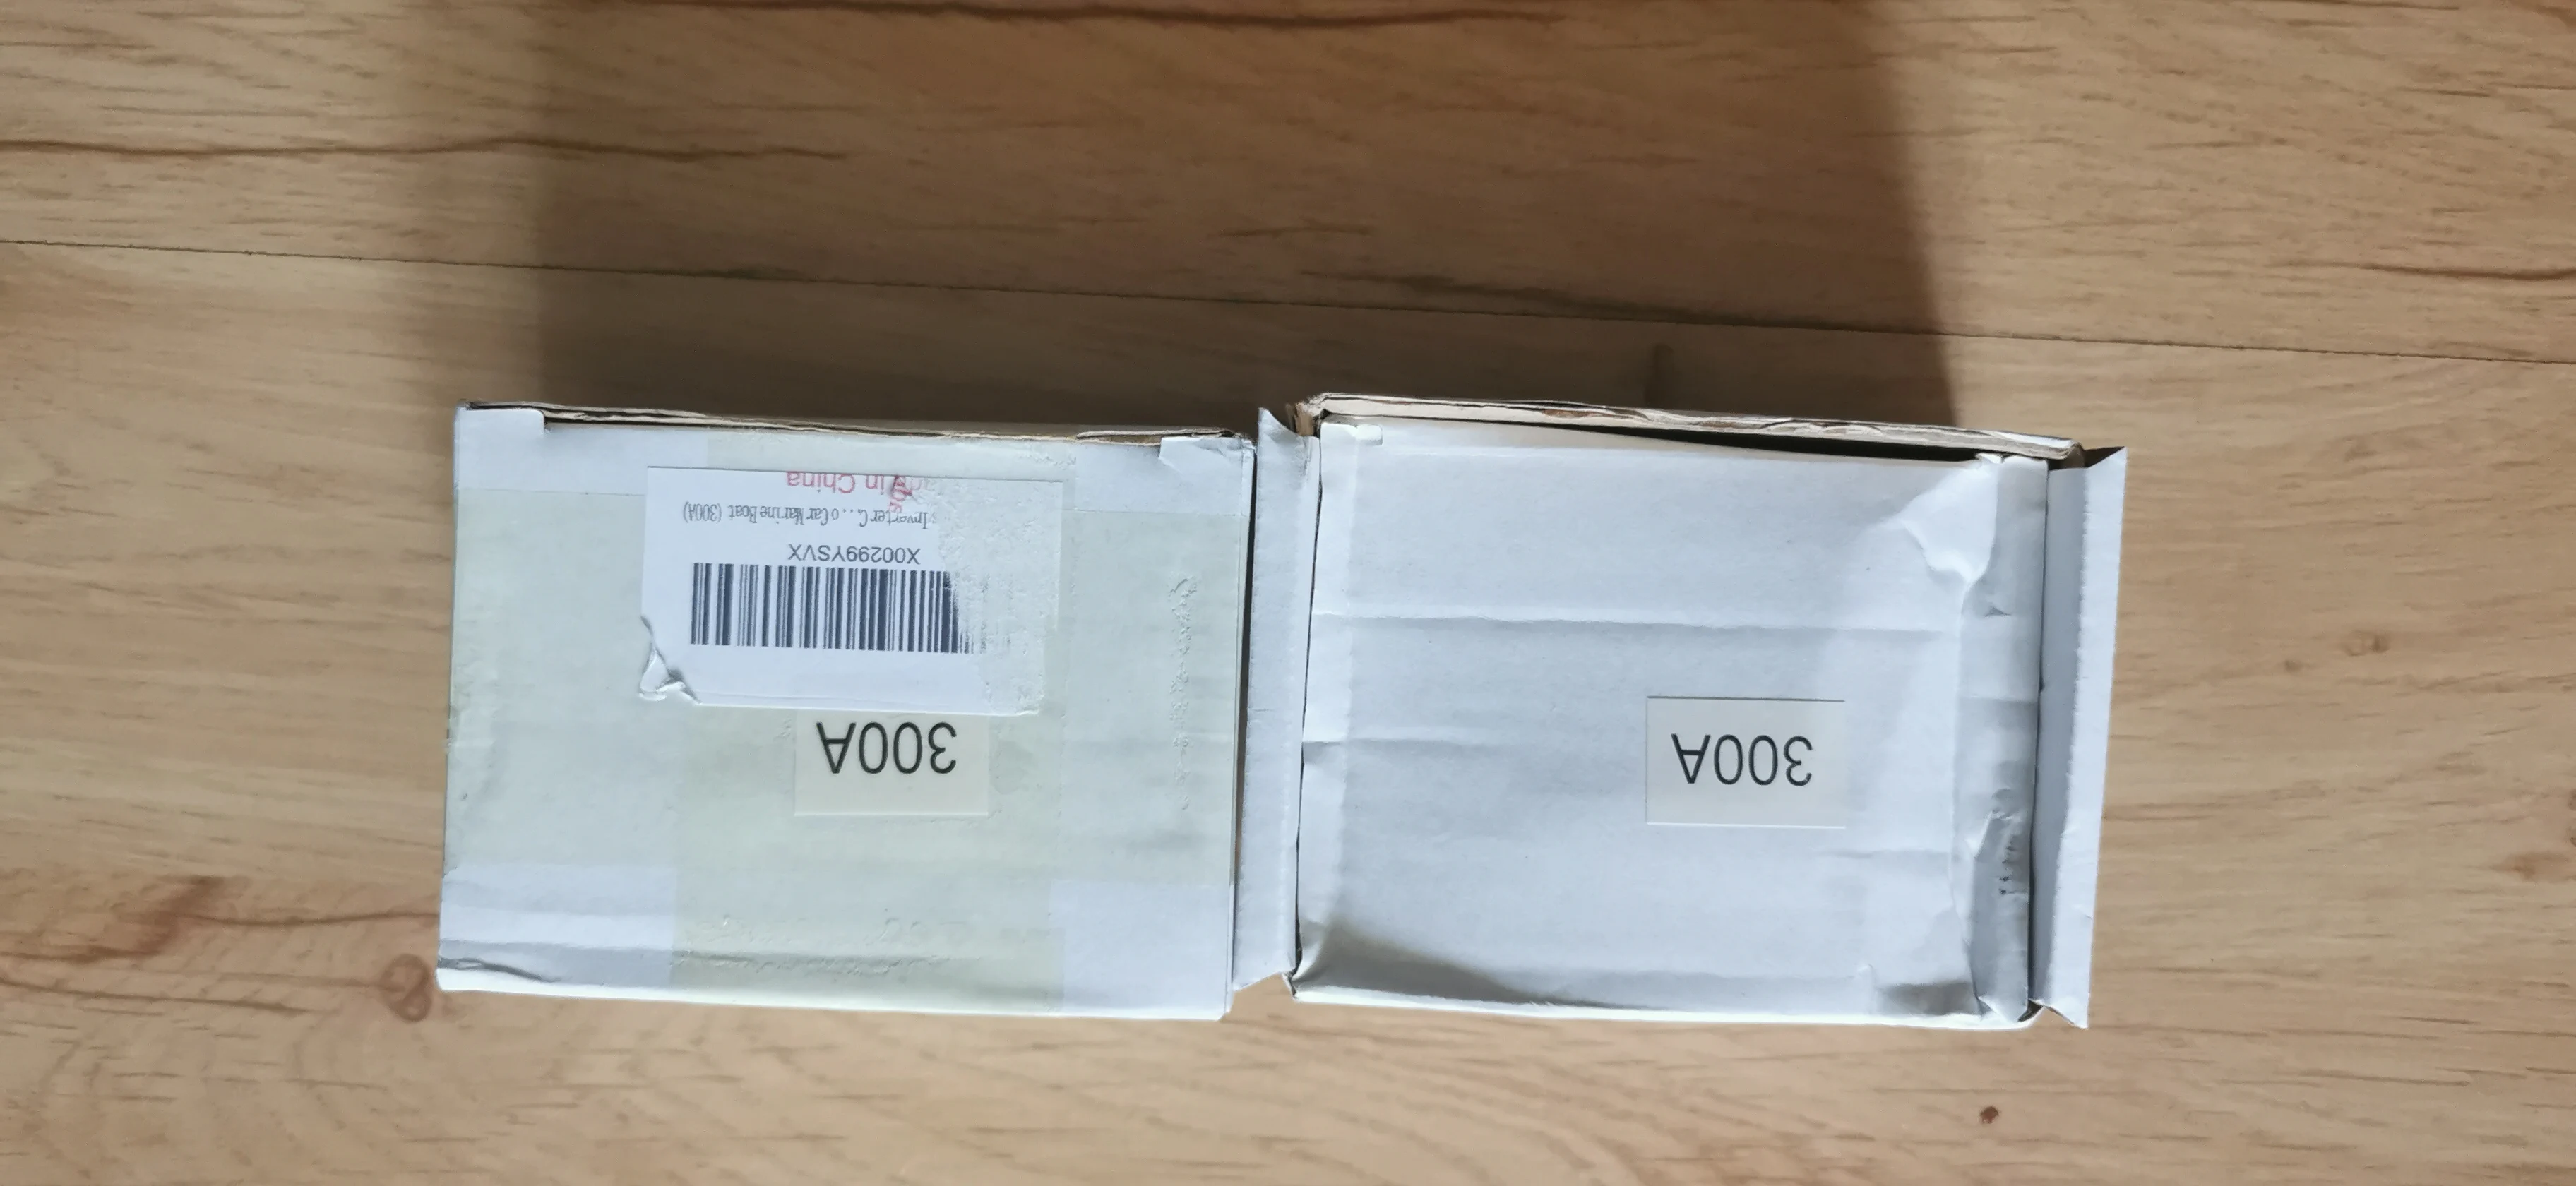 300A
X00299YSVX
Inverter C...o Car Marine Boat (300A)
in China
300A